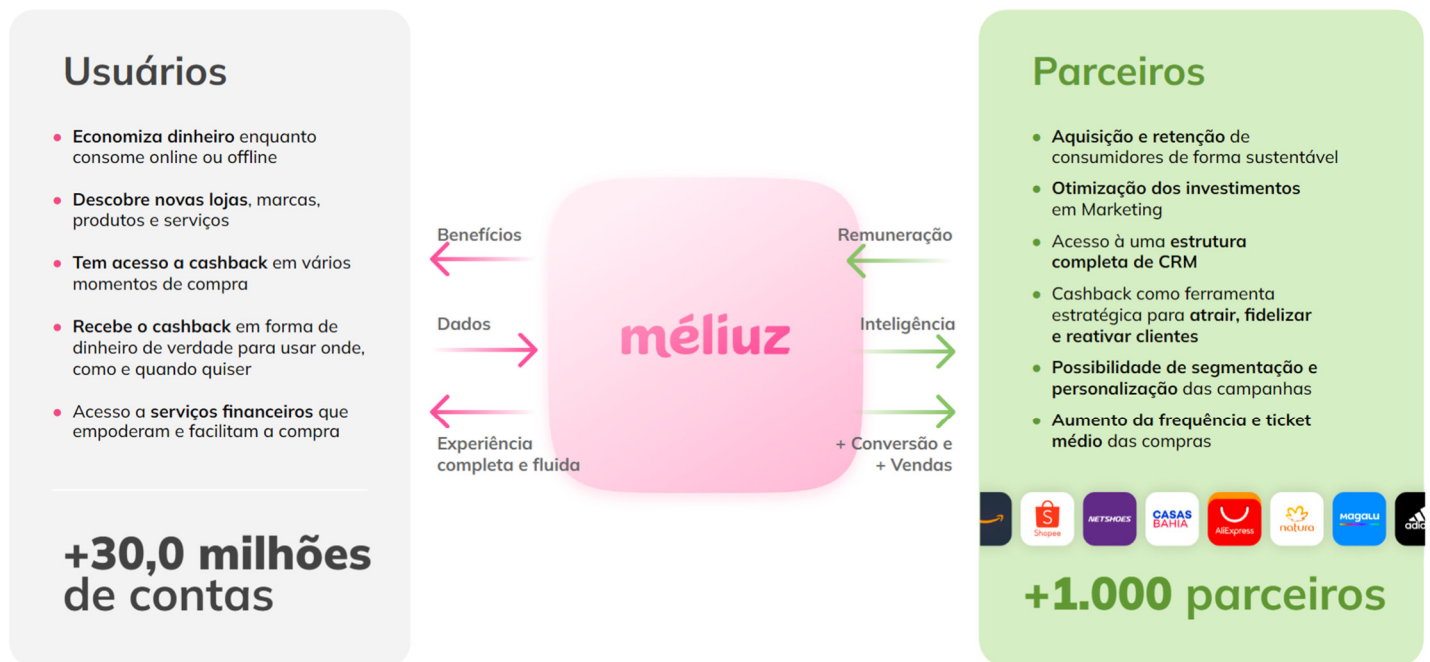 Usuários
Economiza dinheiro enquanto
consome online ou offline
Descobre novas lojas, marcas,
produtos e serviços
Tem acesso a cashback em vários
momentos de compra
Recebe o cashback em forma de
dinheiro de verdade para usar onde,
como e quando quiser
Acesso a serviços financeiros que
empoderam e facilitam a compra
+30,0 milhões
de contas
Benefícios
Dados
Experiência
completa e fluida
méliuz
Remuneração
Inteligência
+ Conversão e
+ Vendas
Parceiros
Aquisição e retenção de
consumidores de forma sustentável
Otimização dos investimentos
em Marketing
Acesso à uma estrutura
completa de CRM
Cashback como ferramenta
estratégica para atrair, fidelizar
e reativar clientes
Possibilidade de segmentação e
personalização das campanhas
Aumento da frequência e ticket
médio das compras
S
Shopee
NETSHOES
CASAS
BAHIA
AliExpress
natura
Magalu
adid
+1.000 parceiros